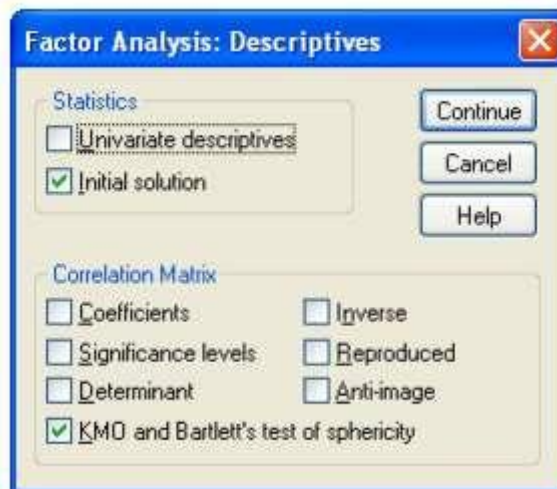 Factor Analysis: Descriptives
Statistics
Univariate descriptives
Initial solution
Continue
Cancel
Help
Correlation Matrix
Coefficients
Inverse
Significance levels
Reproduced
Determinant
Anti-image
KMO and Bartlett's test of sphericity